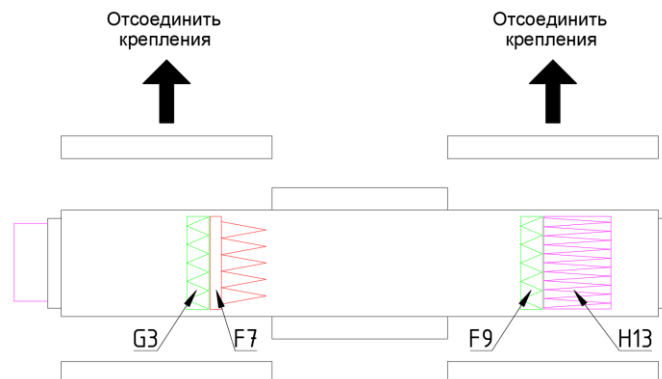 Отсоединить
крепления
Отсоединить
крепления
G3
F7
F9
H13